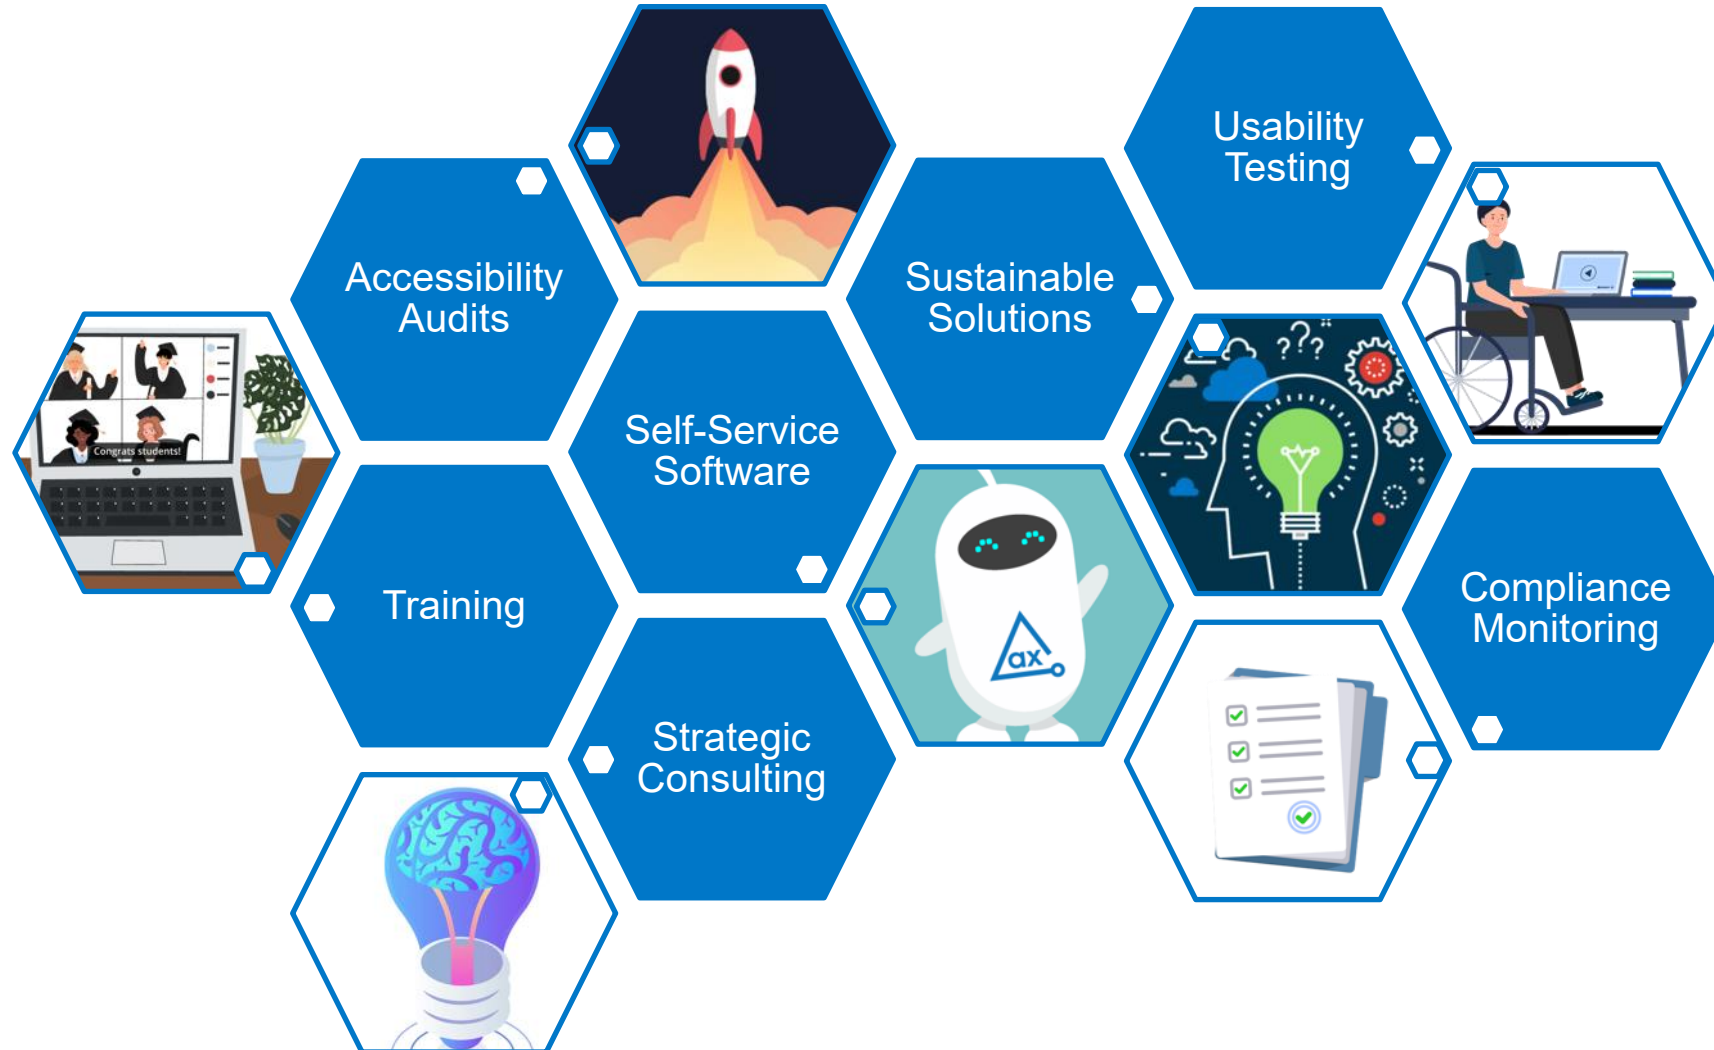 Usability
Testing
Accessibility
Audits
Sustainable
Solutions
???
Self-Service
Software
Congrats students!
Training
Compliance
Monitoring
ax
Strategic
Consulting